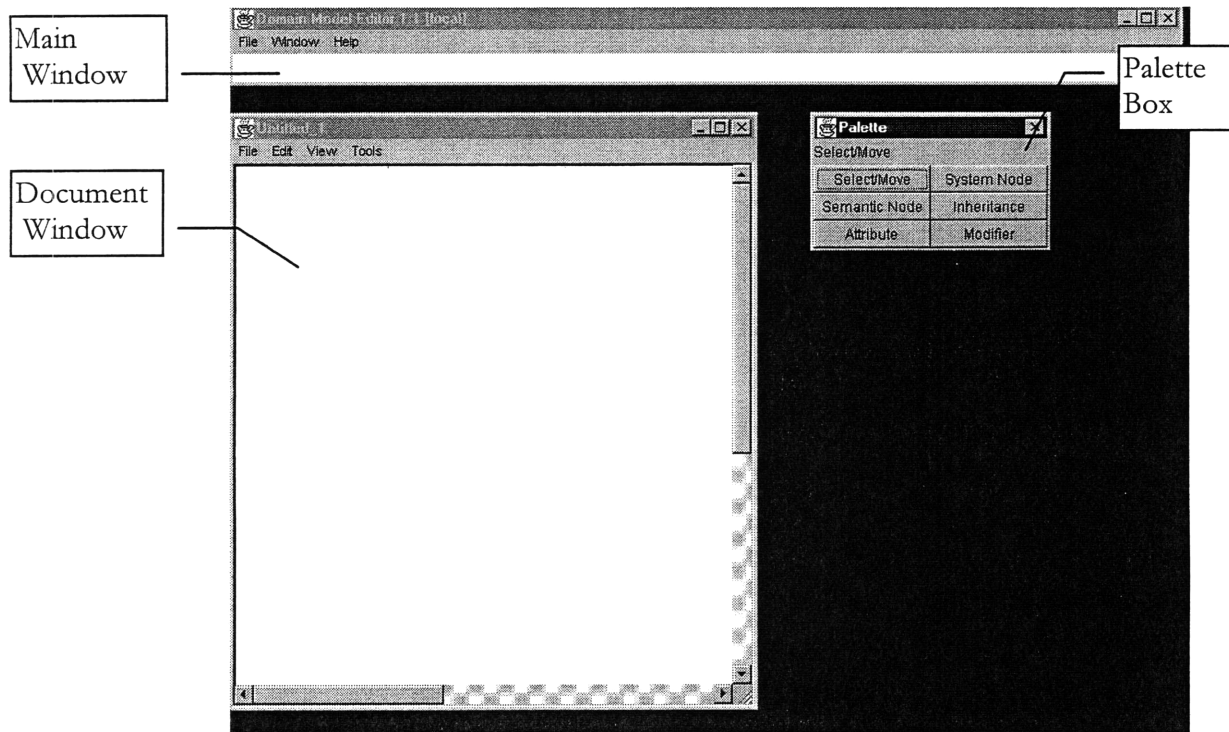 Main
Window
Domain Model Editor 1.1 [local]
File Window Help
Palette
Box
Document
Window
Untitled_1
File Edit View Tools
Palette
Select/Move
Select/Move System Node
Semantic Node Inheritance
Attribute Modifier